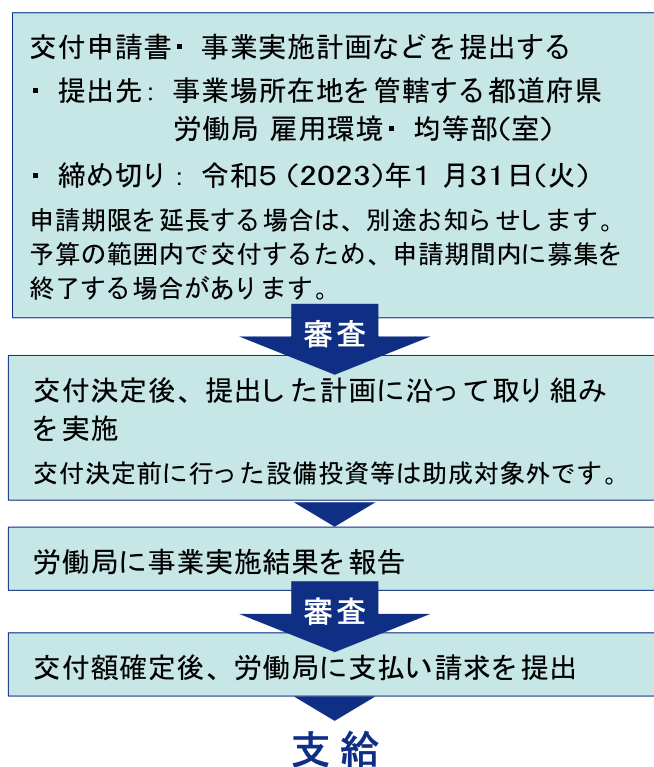 交付申請書・事業実施計画などを提出する
・ 提出先： 事業場所在地を管轄する都道府県
労働局 雇用環境・均等部（室）
・ 締め切り： 令和５（2023）年１月31日（火）
申請期限を延長する場合は、別途お知らせします。
予算の範囲内で交付するため、申請期間内に募集を
終了する場合があります。
審査
交付決定後、提出した計画に沿って取り組み
を実施
交付決定前に行った設備投資等は助成対象外です。
労働局に事業実施結果を報告
審査
交付額確定後、労働局に支払い請求を提出
支給